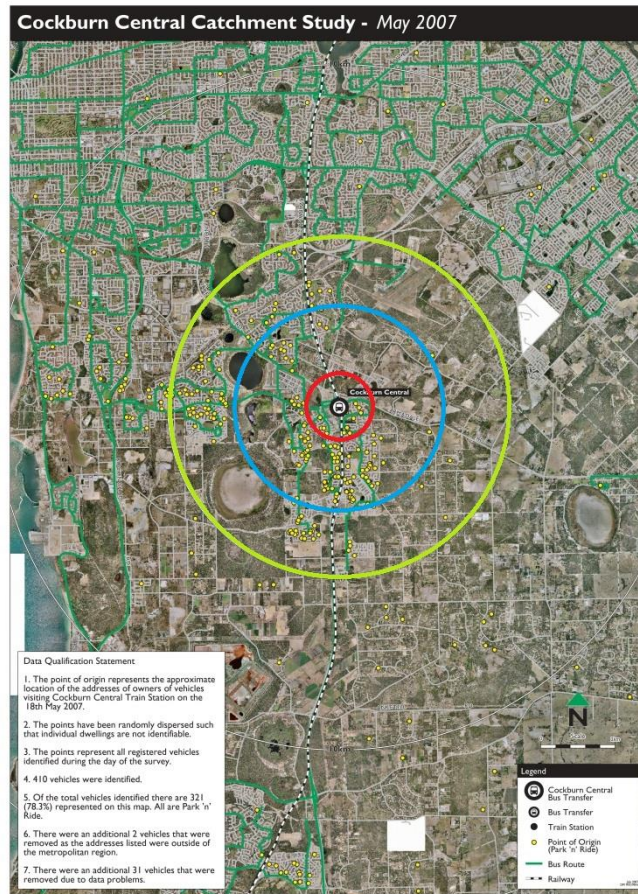 Cockburn Central Catchment Study - May 2007
Cockburn Central
Data Qualification Statement
1. The point of origin represents the approximate
location of the addresses of owners of vehicles
visiting Cockburn Central Train Station on the
18th May 2007.
2. The points have been randomly dispersed such
that individual dwellings are not identifiable.
3. The points represent all registered vehicles
identified during the day of the survey.
4. 410 vehicles were identified.
5. Of the total vehicles identified there are 321
(78.3%) represented on this map. All are Park 'n'
Ride.
6. There were an additional 2 vehicles that were
removed as the addresses listed were outside of
the metropolitan region.
7. There were an additional 31 vehicles that were
removed due to data problems.
N
Scale
0
Legend
Cockburn Central
Bus Transfer
Bus Transfer
Train Station
Point of Origin
(Park 'n' Ride)
Bus Route
Railway